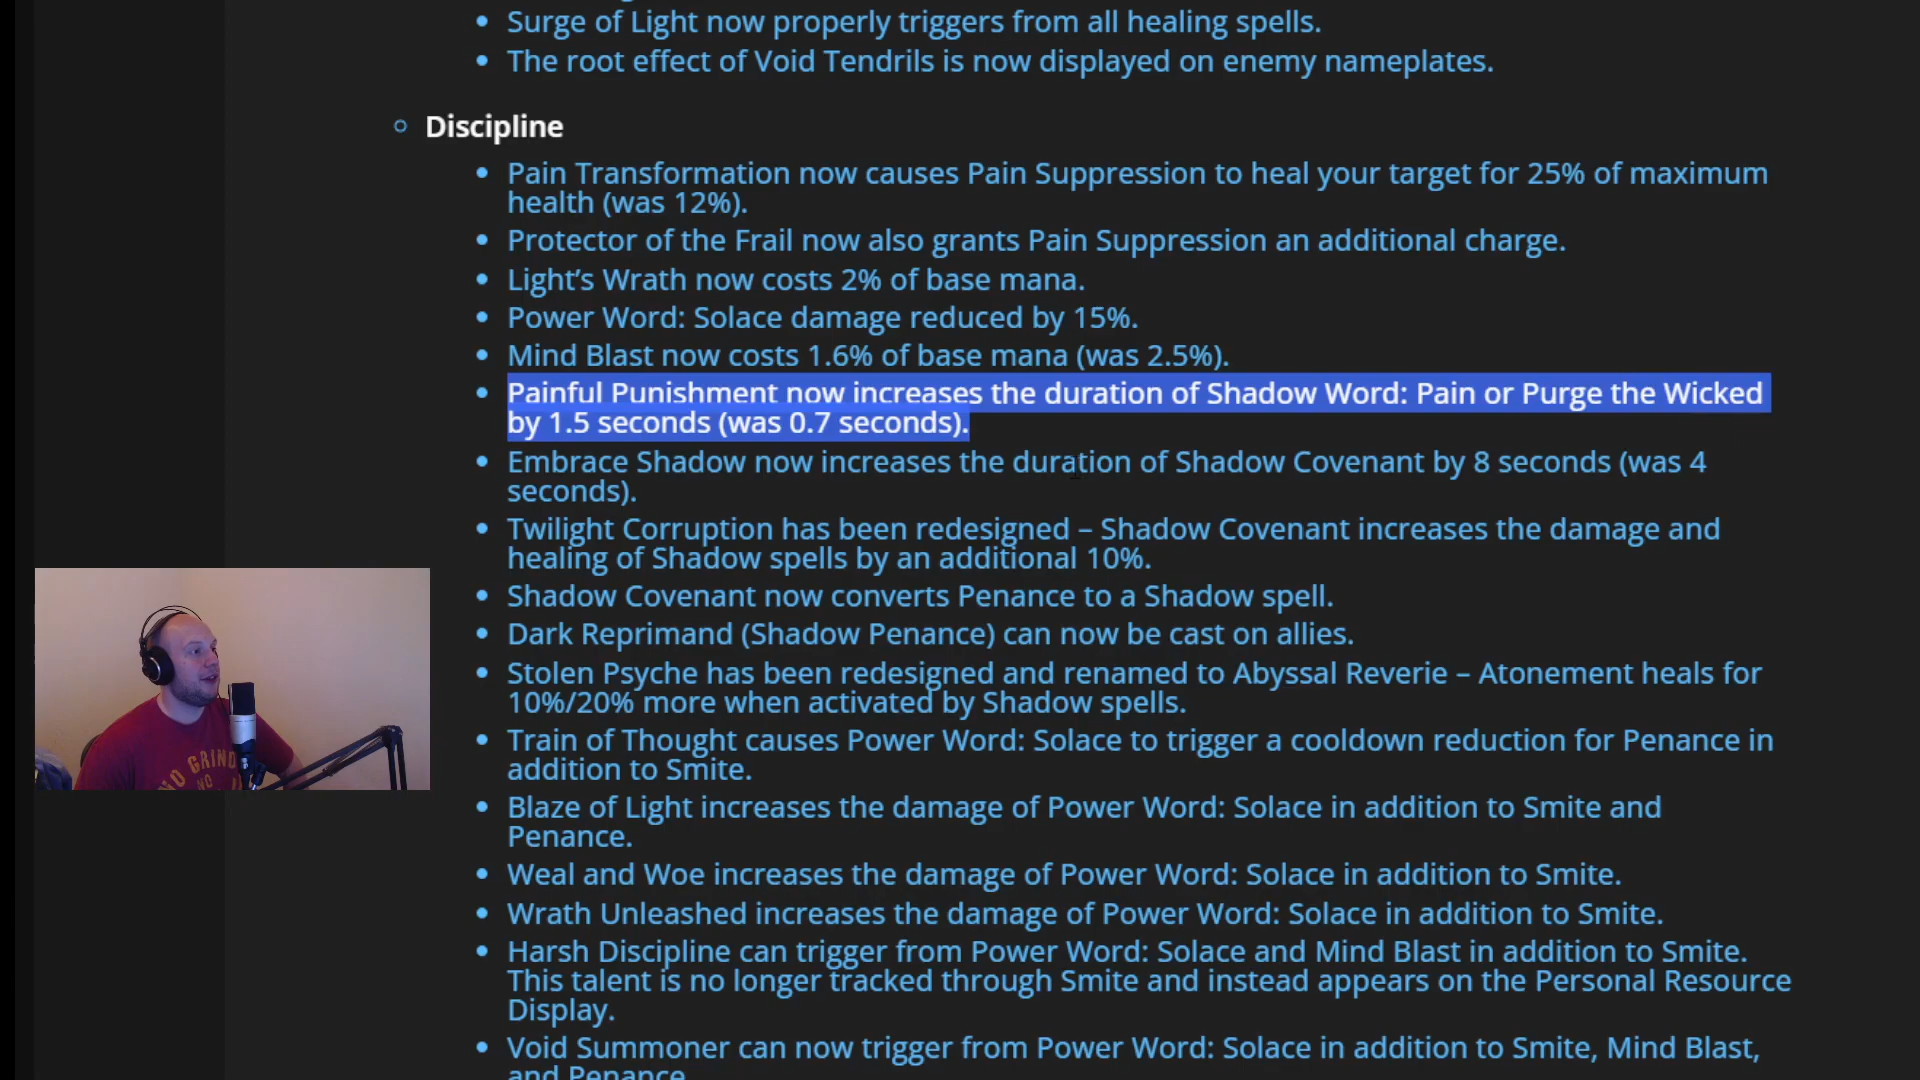 Surge of Light now properly triggers from all healing spells.
The root effect of Void Tendrils is now displayed on enemy nameplates.
Discipline
Pain Transformation now causes Pain Suppression to heal your target for 25% of maximum
health (was 12%).
Protector of the Frail now also grants Pain Suppression an additional charge.
Light’s Wrath now costs 2% of base mana.
Power Word: Solace damage reduced by 15%.
Mind Blast now costs 1.6% of base mana (was 2.5%).
Painful Punishment now increases the duration of Shadow Word: Pain or Purge the Wicked
by 1.5 seconds (was 0.7 seconds).
Embrace Shadow now increases the duration of Shadow Covenant by 8 seconds (was 4
seconds).
Twilight Corruption has been redesigned – Shadow Covenant increases the damage and
healing of Shadow spells by an additional 10%.
Shadow Covenant now converts Penance to a Shadow spell.
Dark Reprimand (Shadow Penance) can now be cast on allies.
Stolen Psyche has been redesigned and renamed to Abyssal Reverie – Atonement heals for
10%/20% more when activated by Shadow spells.
Train of Thought causes Power Word: Solace to trigger a cooldown reduction for Penance in
addition to Smite.
Blaze of Light increases the damage of Power Word: Solace in addition to Smite and
Penance.
Weal and Woe increases the damage of Power Word: Solace in addition to Smite.
Wrath Unleashed increases the damage of Power Word: Solace in addition to Smite.
Harsh Discipline can trigger from Power Word: Solace and Mind Blast in addition to Smite.
This talent is no longer tracked through Smite and instead appears on the Personal Resource
Display.
Void Summoner can now trigger from Power Word: Solace in addition to Smite, Mind Blast,
and Penance.
NO GRIND
NO